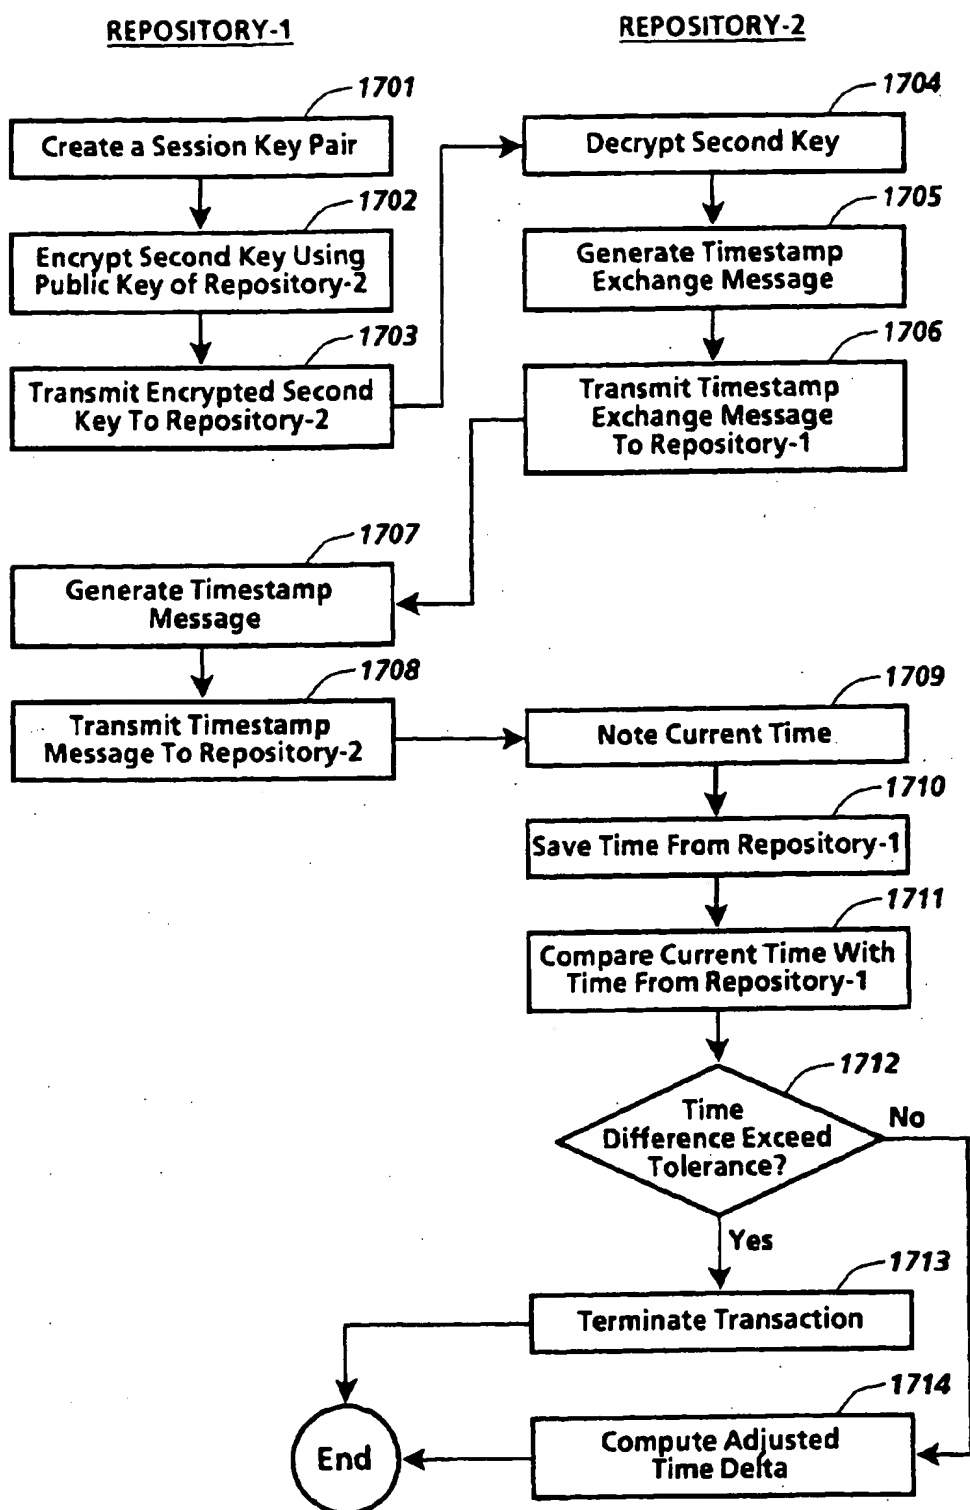 REPOSITORY-1
REPOSITORY-2
1701
Create a Session Key Pair
1702
Encrypt Second Key Using
Public Key of Repository-2
1703
Transmit Encrypted Second
Key To Repository-2
1704
Decrypt Second Key
1705
Generate Timestamp
Exchange Message
1706
Transmit Timestamp
Exchange Message
To Repository-1
1707
Generate Timestamp
Message
1708
Transmit Timestamp
Message To Repository-2
1709
Note Current Time
1710
Save Time From Repository-1
1711
Compare Current Time With
Time From Repository-1
1712
Time
Difference Exceed
Tolerance?
No
Yes
1713
Terminate Transaction
1714
Compute Adjusted
Time Delta
End